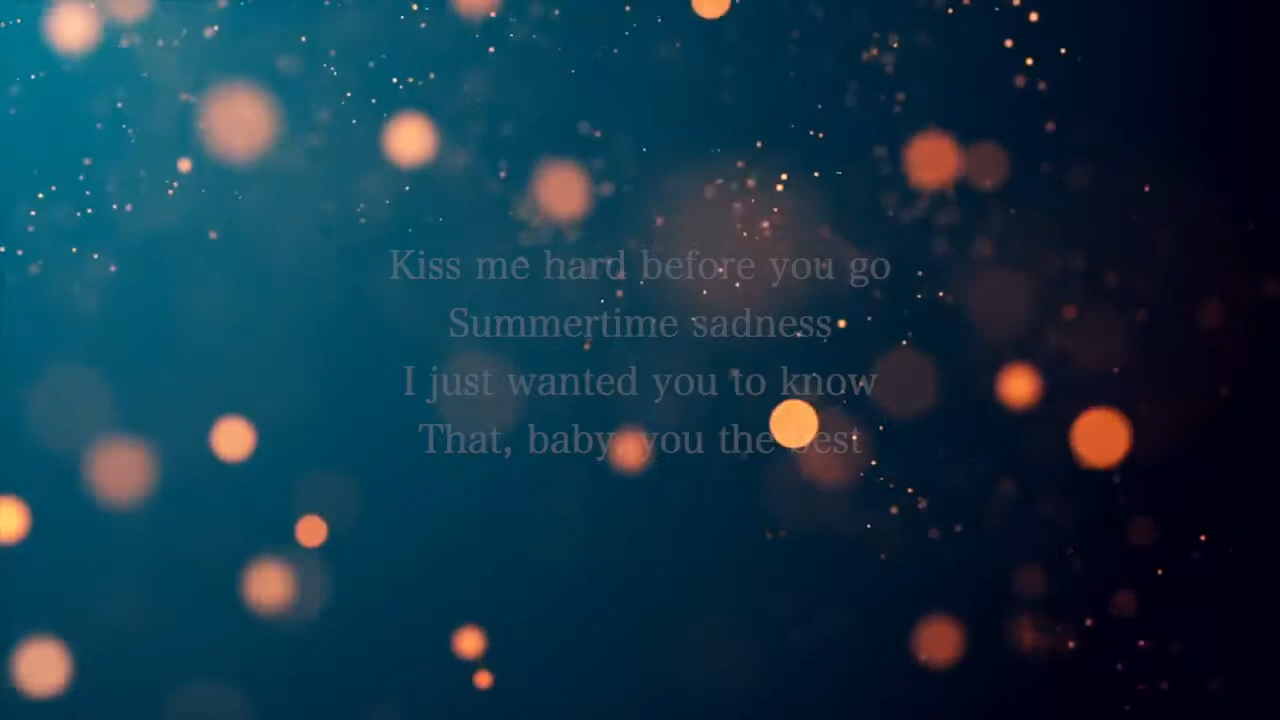 Kiss me hard before you go
Summertime sadness
I just wanted you to know
That, baby, you the best